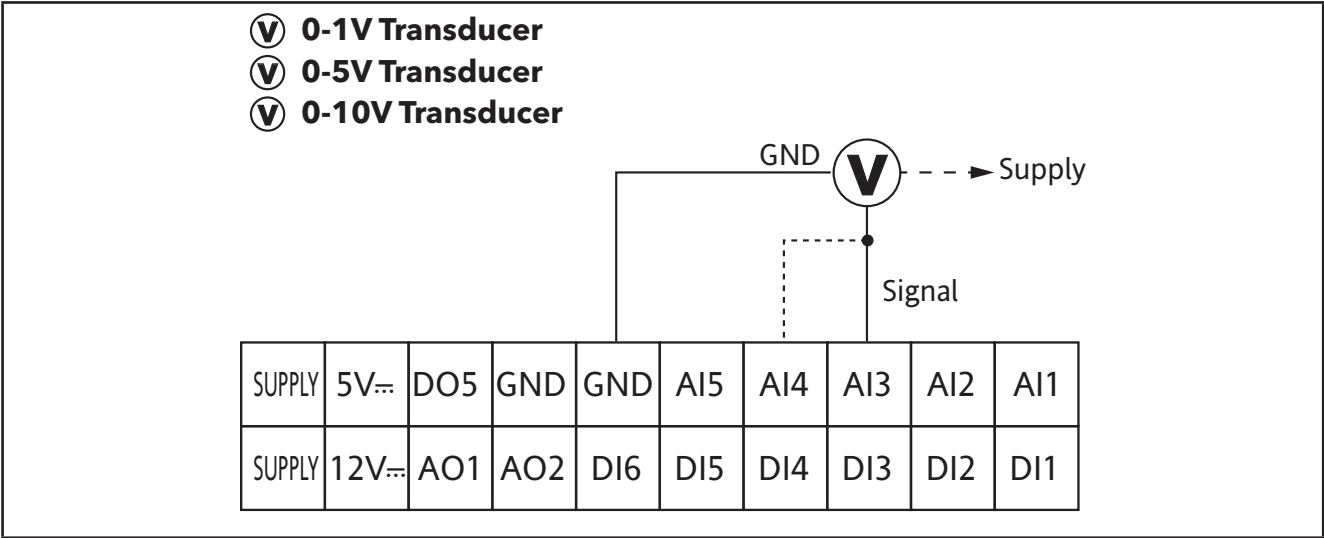 V 0-1V Transducer
V 0-5V Transducer
V 0-10V Transducer
GND V Supply
Signal
SUPPLY 5V⎓ DO5 GND GND AI5 AI4 AI3 AI2 AI1
SUPPLY 12V⎓ AO1 AO2 DI6 DI5 DI4 DI3 DI2 DI1